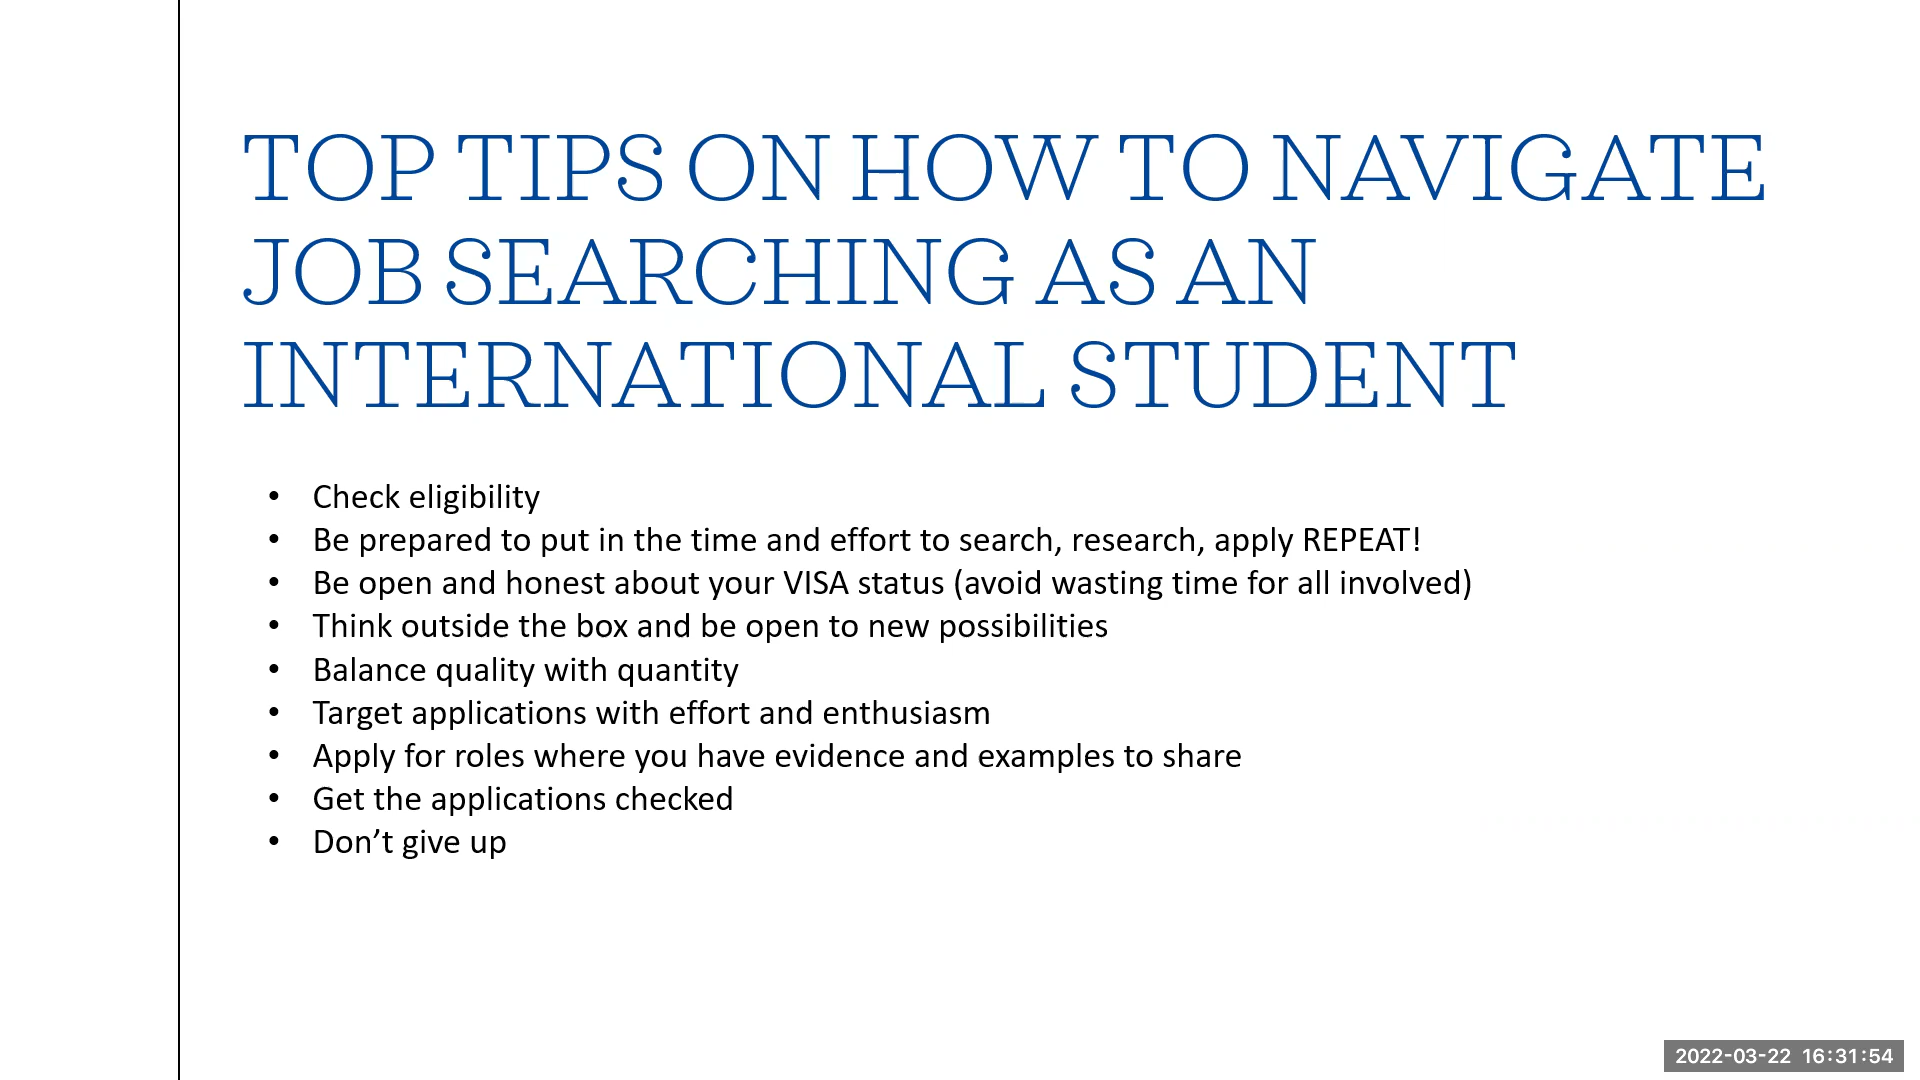 TOP TIPS ON HOW TO NAVIGATE
JOB SEARCHING AS AN
INTERNATIONAL STUDENT
• Check eligibility
• Be prepared to put in the time and effort to search, research, apply REPEAT!
• Be open and honest about your VISA status (avoid wasting time for all involved)
• Think outside the box and be open to new possibilities
• Balance quality with quantity
• Target applications with effort and enthusiasm
• Apply for roles where you have evidence and examples to share
• Get the applications checked
• Don’t give up
2022-03-22 16:31:54